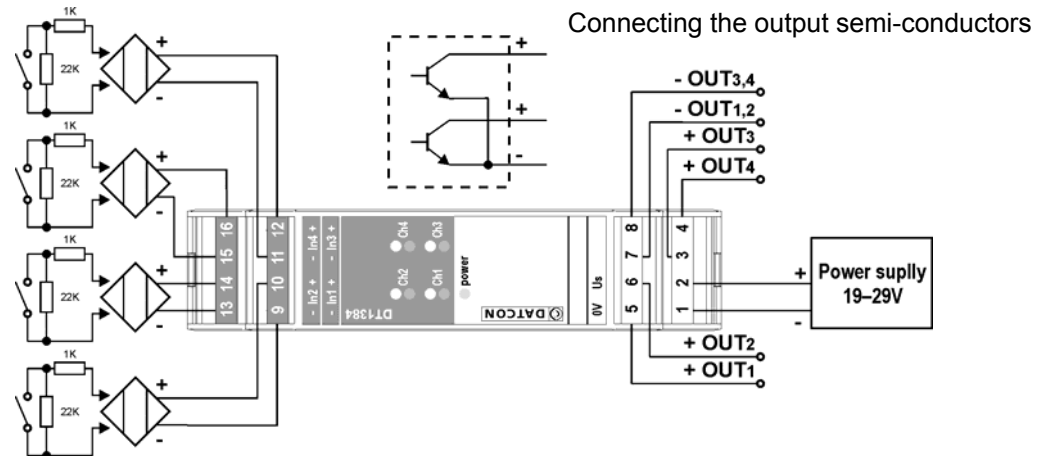 Connecting the output semi-conductors
1K
22K
+
-
1K
22K
+
-
1K
22K
+
-
1K
22K
+
-
+
+
-
- OUT3,4
- OUT1,2
+ OUT3
+ OUT4
16
15
14
13
12
11
10
9
- In2 + - In4 +
- In1 + - In3 +
DT1384
Ch4
Ch3
Ch2
Ch1
power
DATCON
0V Us
8
7
6
5
4
3
2
1
+
-
Power suplly
19–29V
+ OUT2
+ OUT1